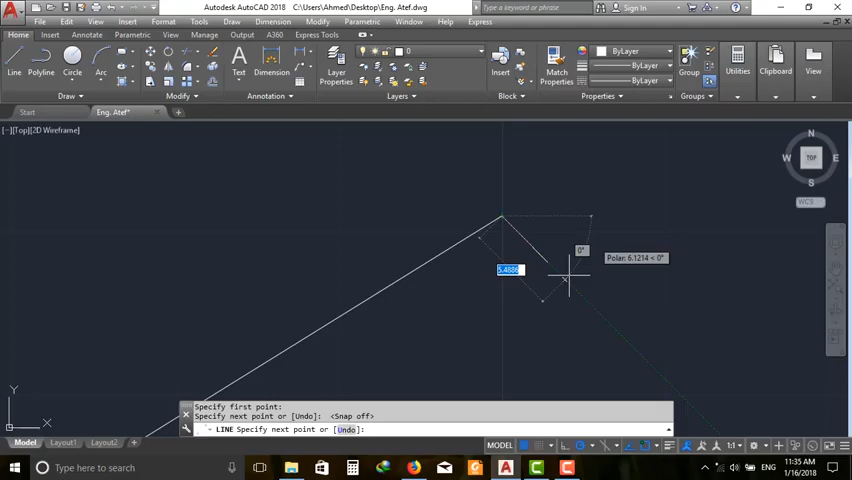 Autodesk AutoCAD 2018 C:\Users\Ahmed\Desktop\Eng. Atef.dwg
Type a keyword or phrase
Sign In
Home Insert Annotate Parametric View Manage Output A360 Express Tools
File Edit View Insert Format Tools Draw Dimension Modify Parametric Window Help Express
Line Polyline Circle Arc
Text Dimension
Layer Properties
0
Insert
Match Properties
ByLayer
ByLayer
ByLayer
Group
Utilities
Clipboard
View
Draw Modify Annotation Layers Block Properties Groups
Start Eng. Atef*
[−][Top][2D Wireframe]
N
W TOP E
S
WCS
0°
Polar: 6.1214 < 0°
5.4886
Y
X
Specify first point:
Specify next point or [Undo]: <Snap off>
LINE Specify next point or [Undo]:
Model Layout1 Layout2
MODEL
1:1
Type here to search
ENG
11:35 AM
1/16/2018